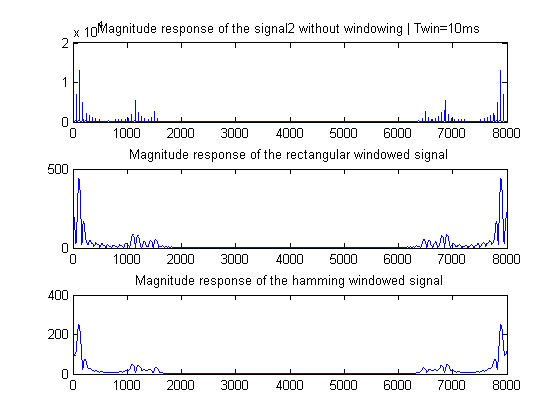 x 10 Magnitude response of the signal2 without windowing | Twin=10ms
2
1
0
0 1000 2000 3000 4000 5000 6000 7000 8000
Magnitude response of the rectangular windowed signal
500
0
0 1000 2000 3000 4000 5000 6000 7000 8000
Magnitude response of the hamming windowed signal
400
200
0
0 1000 2000 3000 4000 5000 6000 7000 8000